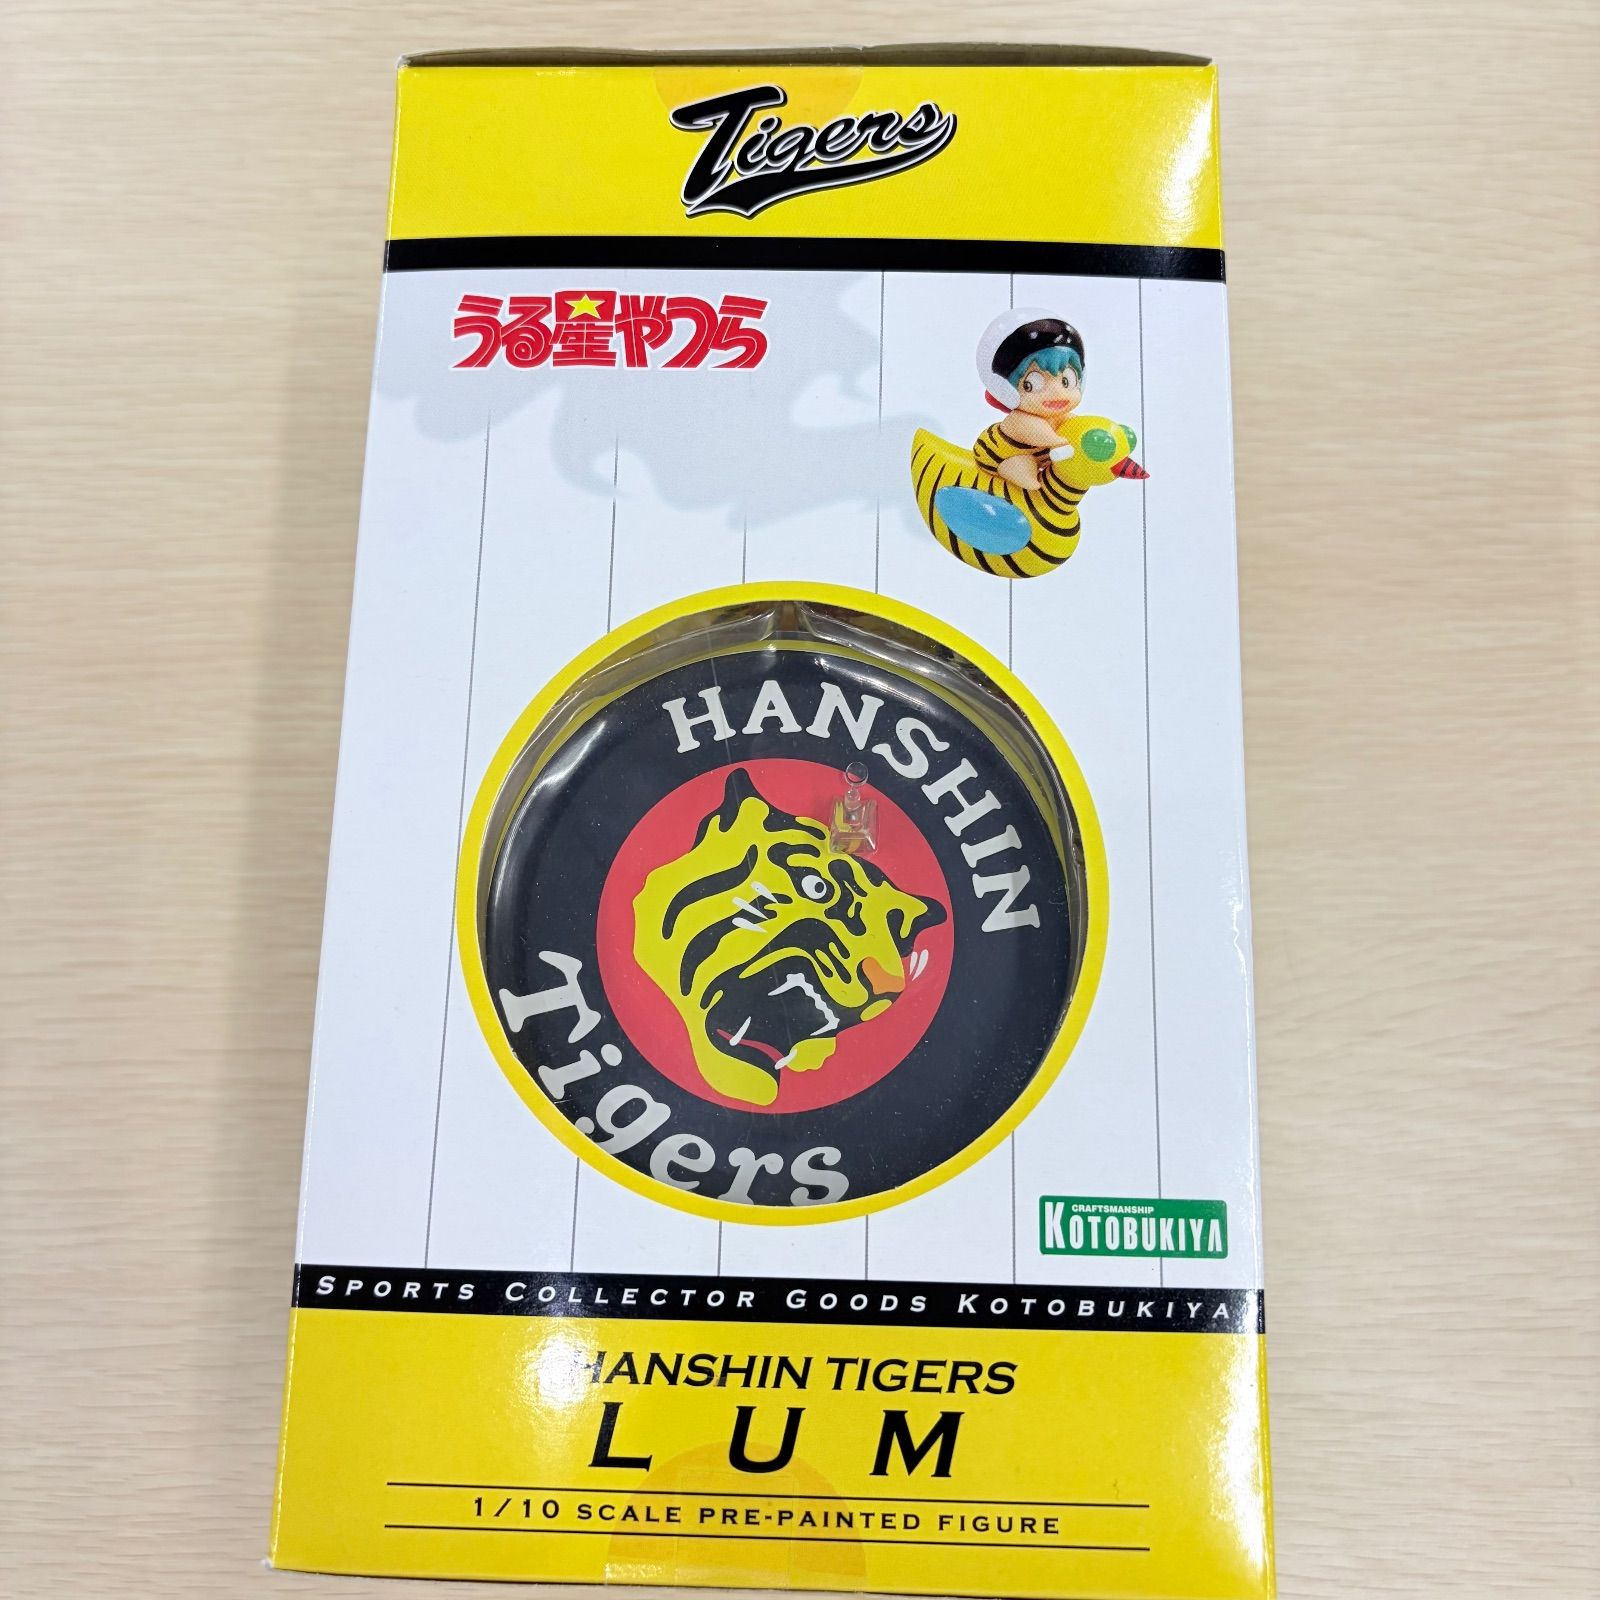 Tigers
うる星やつら
HANSHIN
Tigers
CRAFTSMANSHIP
KOTOBUKIYA
SPORTS COLLECTOR GOODS KOTOBUKIYA
HANSHIN TIGERS
LUM
1/10 SCALE PRE-PAINTED FIGURE